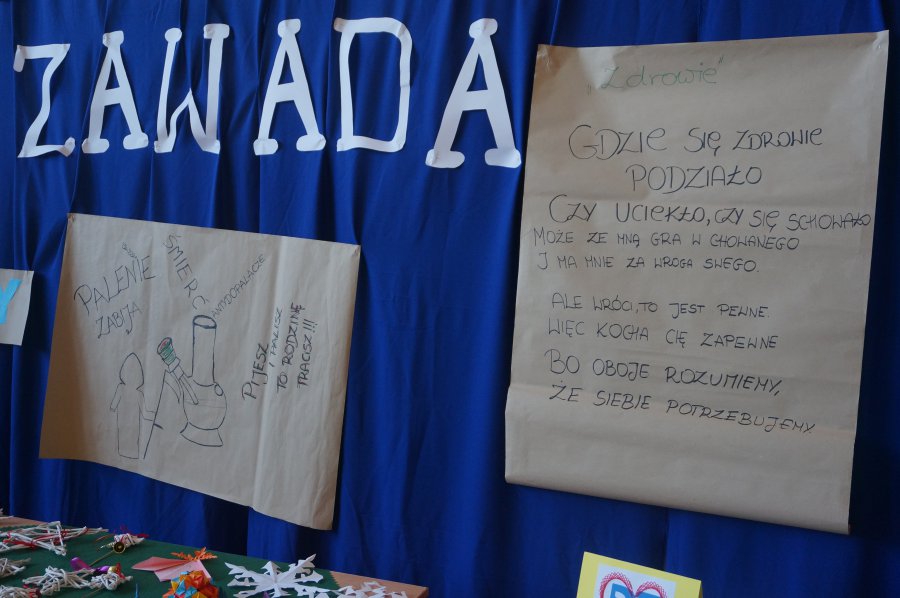 ZAWADA
„Zdrowie"
GDZIE SIĘ ZDROWIE
PODZIAŁO
CZY UCIEKŁO, CZY SIĘ SCHOWAŁO
MOŻE ZE MNĄ GRA W CHOWANEGO
I MA MNIE ZA WROGA SWEGO.
ALE WRÓCI, TO JEST PEWNE.
WIĘC KOCHA CIĘ ZAPEWNE
BO OBOJE ROZUMIEMY,
ŻE SIEBIE POTRZEBUJEMY.
PALENIE
ZABIJA
ŚMIERĆ
DOPALACZE
PIJESZ
I PALISZ
TO RODZINĘ
TRACISZ!!!
Y